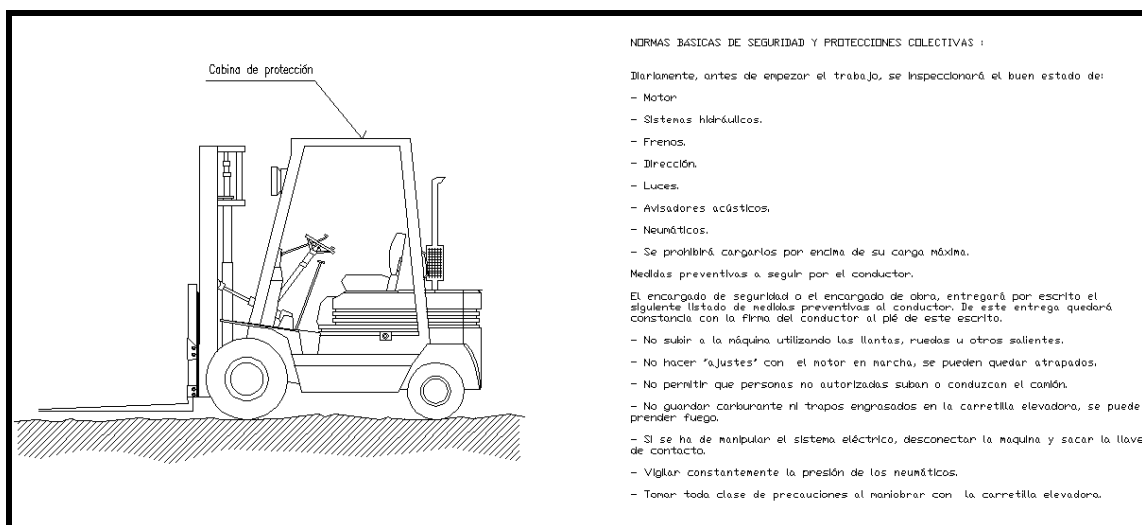 Cabina de protección
NORMAS BÁSICAS DE SEGURIDAD Y PROTECCIONES COLECTIVAS :
Diariamente, antes de empezar el trabajo, se inspeccionará el buen estado de:
- Motor
- Sistemas hidráulicos.
- Frenos.
- Dirección.
- Luces.
- Avisadores acústicos.
- Neumáticos.
- Se prohibirá cargarlos por encima de su carga máxima.
Medidas preventivas a seguir por el conductor.
El encargado de seguridad o el encargado de obra, entregará por escrito el
siguiente listado de medidas preventivas al conductor. De este entrega quedará
constancia con la firma del conductor al pié de este escrito.
- No subir a la máquina utilizando las llantas, ruedas u otros salientes.
- No hacer "ajustes" con el motor en marcha, se pueden quedar atrapados.
- No permitir que personas no autorizadas suban o conduzcan el camión.
- No guardar carburante ni trapos engrasados en la carretilla elevadora, se puede
prender fuego.
- Si se ha de manipular el sistema eléctrico, desconectar la maquina y sacar la llave
de contacto.
- Vigilar constantemente la presión de los neumáticos.
- Tomar toda clase de precauciones al maniobrar con la carretilla elevadora.